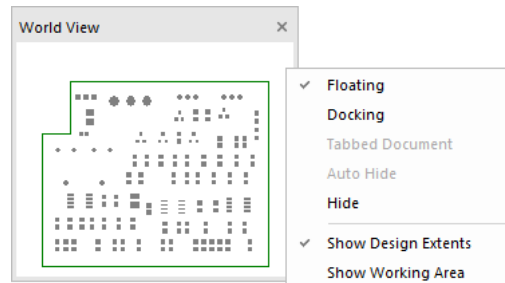 World View
Floating
Docking
Tabbed Document
Auto Hide
Hide
Show Design Extents
Show Working Area